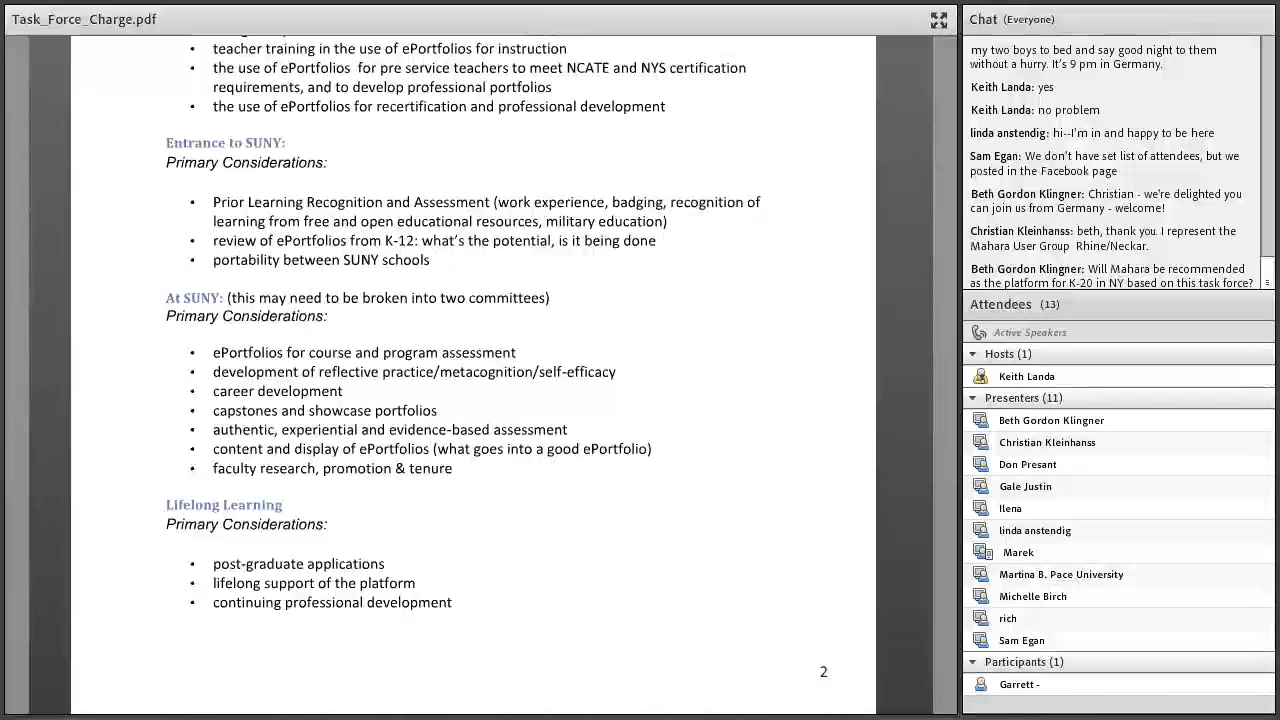 Task_Force_Charge.pdf
• teacher training in the use of ePortfolios for instruction
• the use of ePortfolios for pre service teachers to meet NCATE and NYS certification
requirements, and to develop professional portfolios
• the use of ePortfolios for recertification and professional development
Entrance to SUNY:
Primary Considerations:
• Prior Learning Recognition and Assessment (work experience, badging, recognition of
learning from free and open educational resources, military education)
• review of ePortfolios from K-12: what's the potential, is it being done
• portability between SUNY schools
At SUNY: (this may need to be broken into two committees)
Primary Considerations:
• ePortfolios for course and program assessment
• development of reflective practice/metacognition/self-efficacy
• career development
• capstones and showcase portfolios
• authentic, experiential and evidence-based assessment
• content and display of ePortfolios (what goes into a good ePortfolio)
• faculty research, promotion & tenure
Lifelong Learning
Primary Considerations:
• post-graduate applications
• lifelong support of the platform
• continuing professional development
2
Chat (Everyone)
my two boys to bed and say good night to them
without a hurry. It's 9 pm in Germany.
Keith Landa: yes
Keith Landa: no problem
linda anstendig: hi--I'm in and happy to be here
Sam Egan: We don't have set list of attendees, but we
posted in the Facebook page
Beth Gordon Klingner: Christian - we're delighted you
can join us from Germany - welcome!
Christian Kleinhanss: beth, thank you. I represent the
Mahara User Group Rhine/Neckar.
Beth Gordon Klingner: Will Mahara be recommended
as the platform for K-20 in NY based on this task force?
Attendees (13)
Active Speakers
Hosts (1)
Keith Landa
Presenters (11)
Beth Gordon Klingner
Christian Kleinhanss
Don Presant
Gale Justin
Ilena
linda anstendig
Marek
Martina B. Pace University
Michelle Birch
rich
Sam Egan
Participants (1)
Garrett -